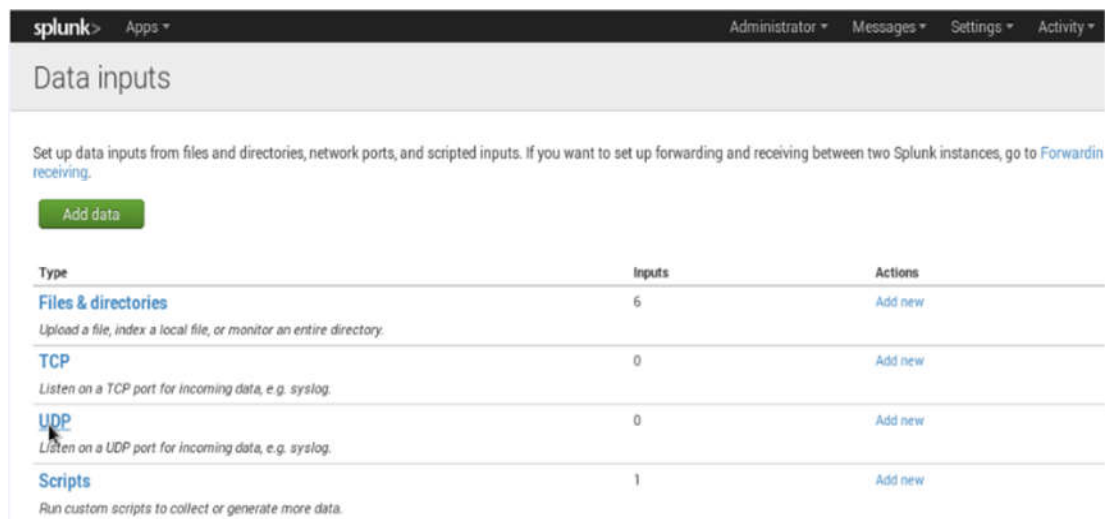 splunk> Apps Administrator Messages Settings Activity
Data inputs
Set up data inputs from files and directories, network ports, and scripted inputs. If you want to set up forwarding and receiving between two Splunk instances, go to Forwardin
receiving.
Add data
Type Inputs Actions
Files & directories 6 Add new
Upload a file, index a local file, or monitor an entire directory.
TCP 0 Add new
Listen on a TCP port for incoming data, e.g. syslog.
UDP 0 Add new
Listen on a UDP port for incoming data, e.g. syslog.
Scripts 1 Add new
Run custom scripts to collect or generate more data.